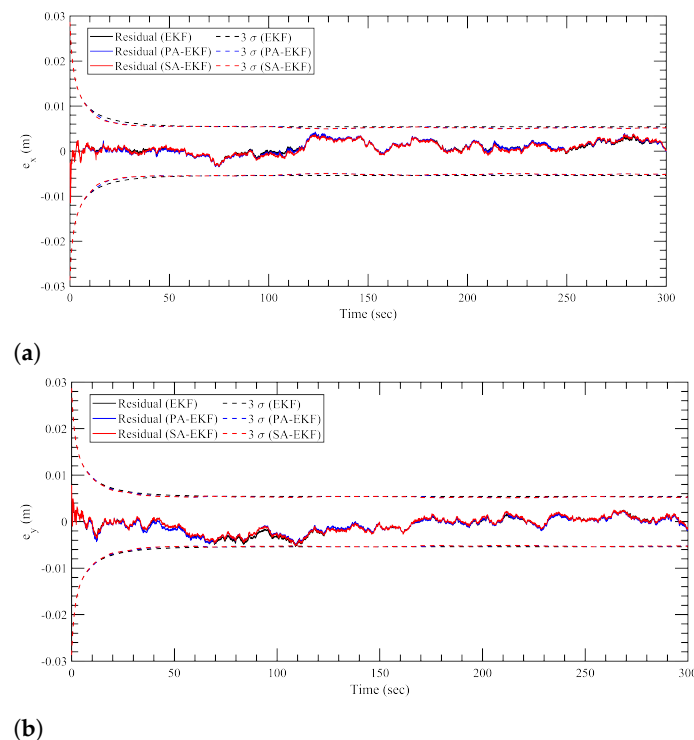 0.03
0.02
0.01
0
-0.01
-0.02
-0.03
e_x (m)
Residual (EKF) 3 σ (EKF)
Residual (PA-EKF) 3 σ (PA-EKF)
Residual (SA-EKF) 3 σ (SA-EKF)
0 50 100 150 200 250 300
Time (sec)
(a)
0.03
0.02
0.01
0
-0.01
-0.02
-0.03
e_y (m)
Residual (EKF) 3 σ (EKF)
Residual (PA-EKF) 3 σ (PA-EKF)
Residual (SA-EKF) 3 σ (SA-EKF)
0 50 100 150 200 250 300
Time (sec)
(b)